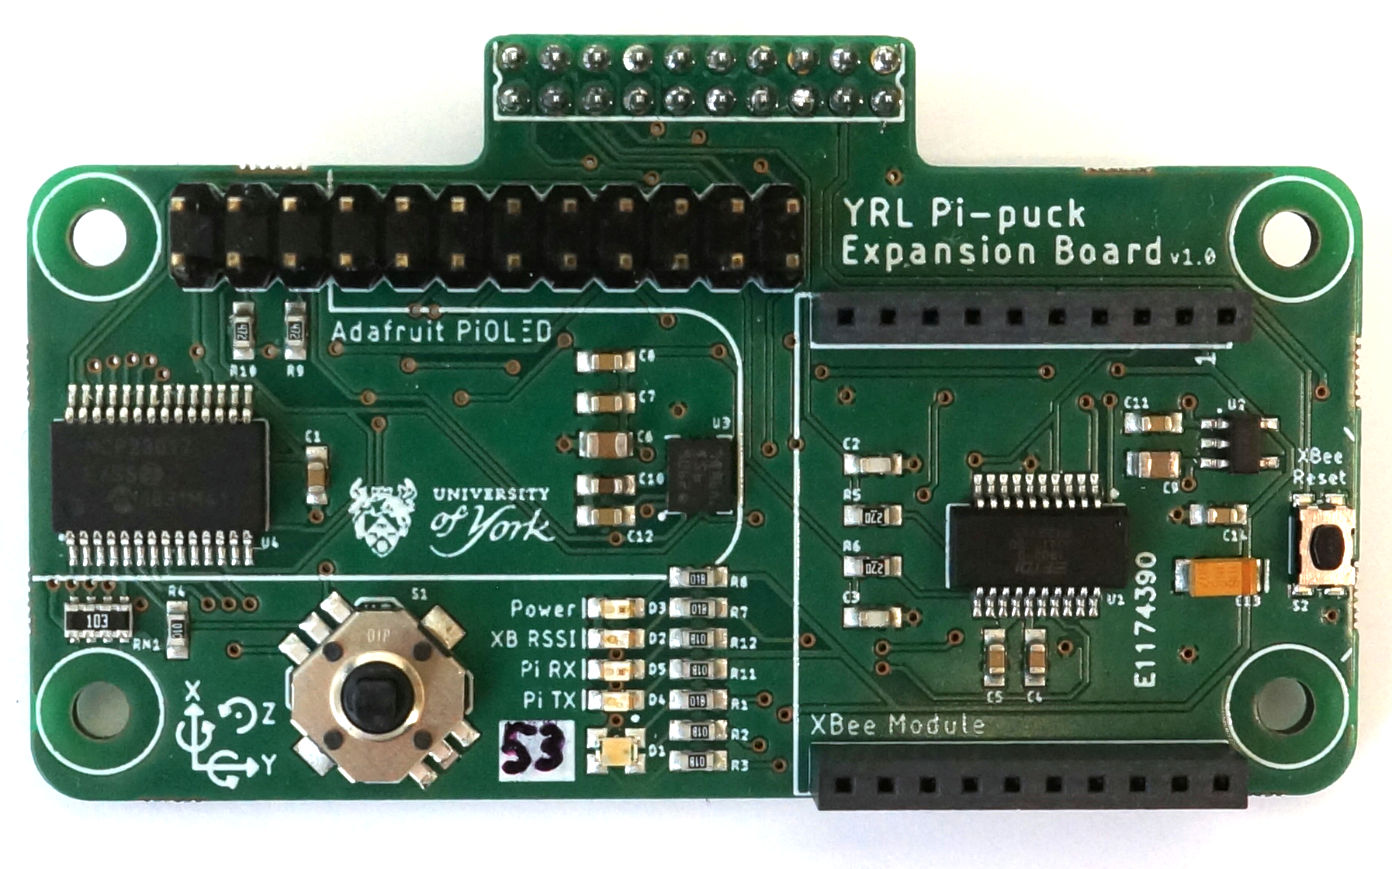 YRL Pi-puck
Expansion Board v1.0
Adafruit PiOLED
R10
R9
C8
C7
C6
C10
C12
U3
C1
U4
UNIVERSITY
of York
1
C11
U2
C2
C9
XBee
Reset
R5
R6
C3
C14
C13
S2
U1
E1174390
C5
C4
XBee Module
103
RN1
R4
S1
Power
D3
XB RSSI
D2
Pi RX
D5
Pi TX
D4
D1
R8
R7
R12
R11
R1
R2
R3
X
Z
Y
53